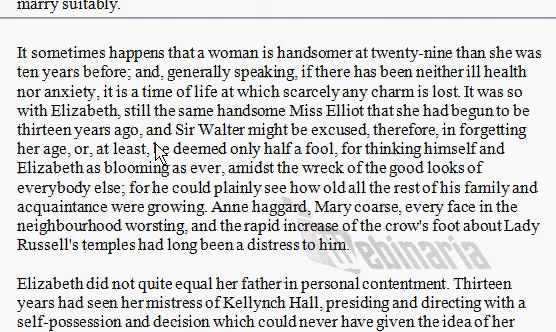 marry suitably.
It sometimes happens that a woman is handsomer at twenty-nine than she was
ten years before; and, generally speaking, if there has been neither ill health
nor anxiety, it is a time of life at which scarcely any charm is lost. It was so
with Elizabeth, still the same handsome Miss Elliot that she had begun to be
thirteen years ago, and Sir Walter might be excused, therefore, in forgetting
her age, or, at least, be deemed only half a fool, for thinking himself and
Elizabeth as blooming as ever, amidst the wreck of the good looks of
everybody else; for he could plainly see how old all the rest of his family and
acquaintance were growing. Anne haggard, Mary coarse, every face in the
neighbourhood worsting, and the rapid increase of the crow's foot about Lady
Russell's temples had long been a distress to him.
ebinaria
Elizabeth did not quite equal her father in personal contentment. Thirteen
years had seen her mistress of Kellynch Hall, presiding and directing with a
self-possession and decision which could never have given the idea of her